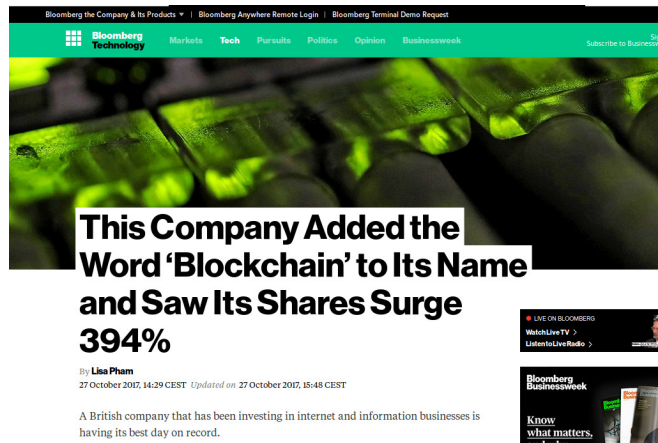 Bloomberg the Company & Its Products ▼ | Bloomberg Anywhere Remote Login | Bloomberg Terminal Demo Request
Bloomberg
Technology
Markets Tech Pursuits Politics Opinion Businessweek
Subscribe to
This Company Added the
Word ‘Blockchain’ to Its Name
and Saw Its Shares Surge
394%
By Lisa Pham
27 October 2017, 14:29 CEST Updated on 27 October 2017, 15:48 CEST
A British company that has been investing in internet and information businesses is
having its best day on record.
LIVE ON BLOOMBERG
Watch Live TV >
Listen to Live Radio >
Bloomberg
Businessweek
Know
what matters,